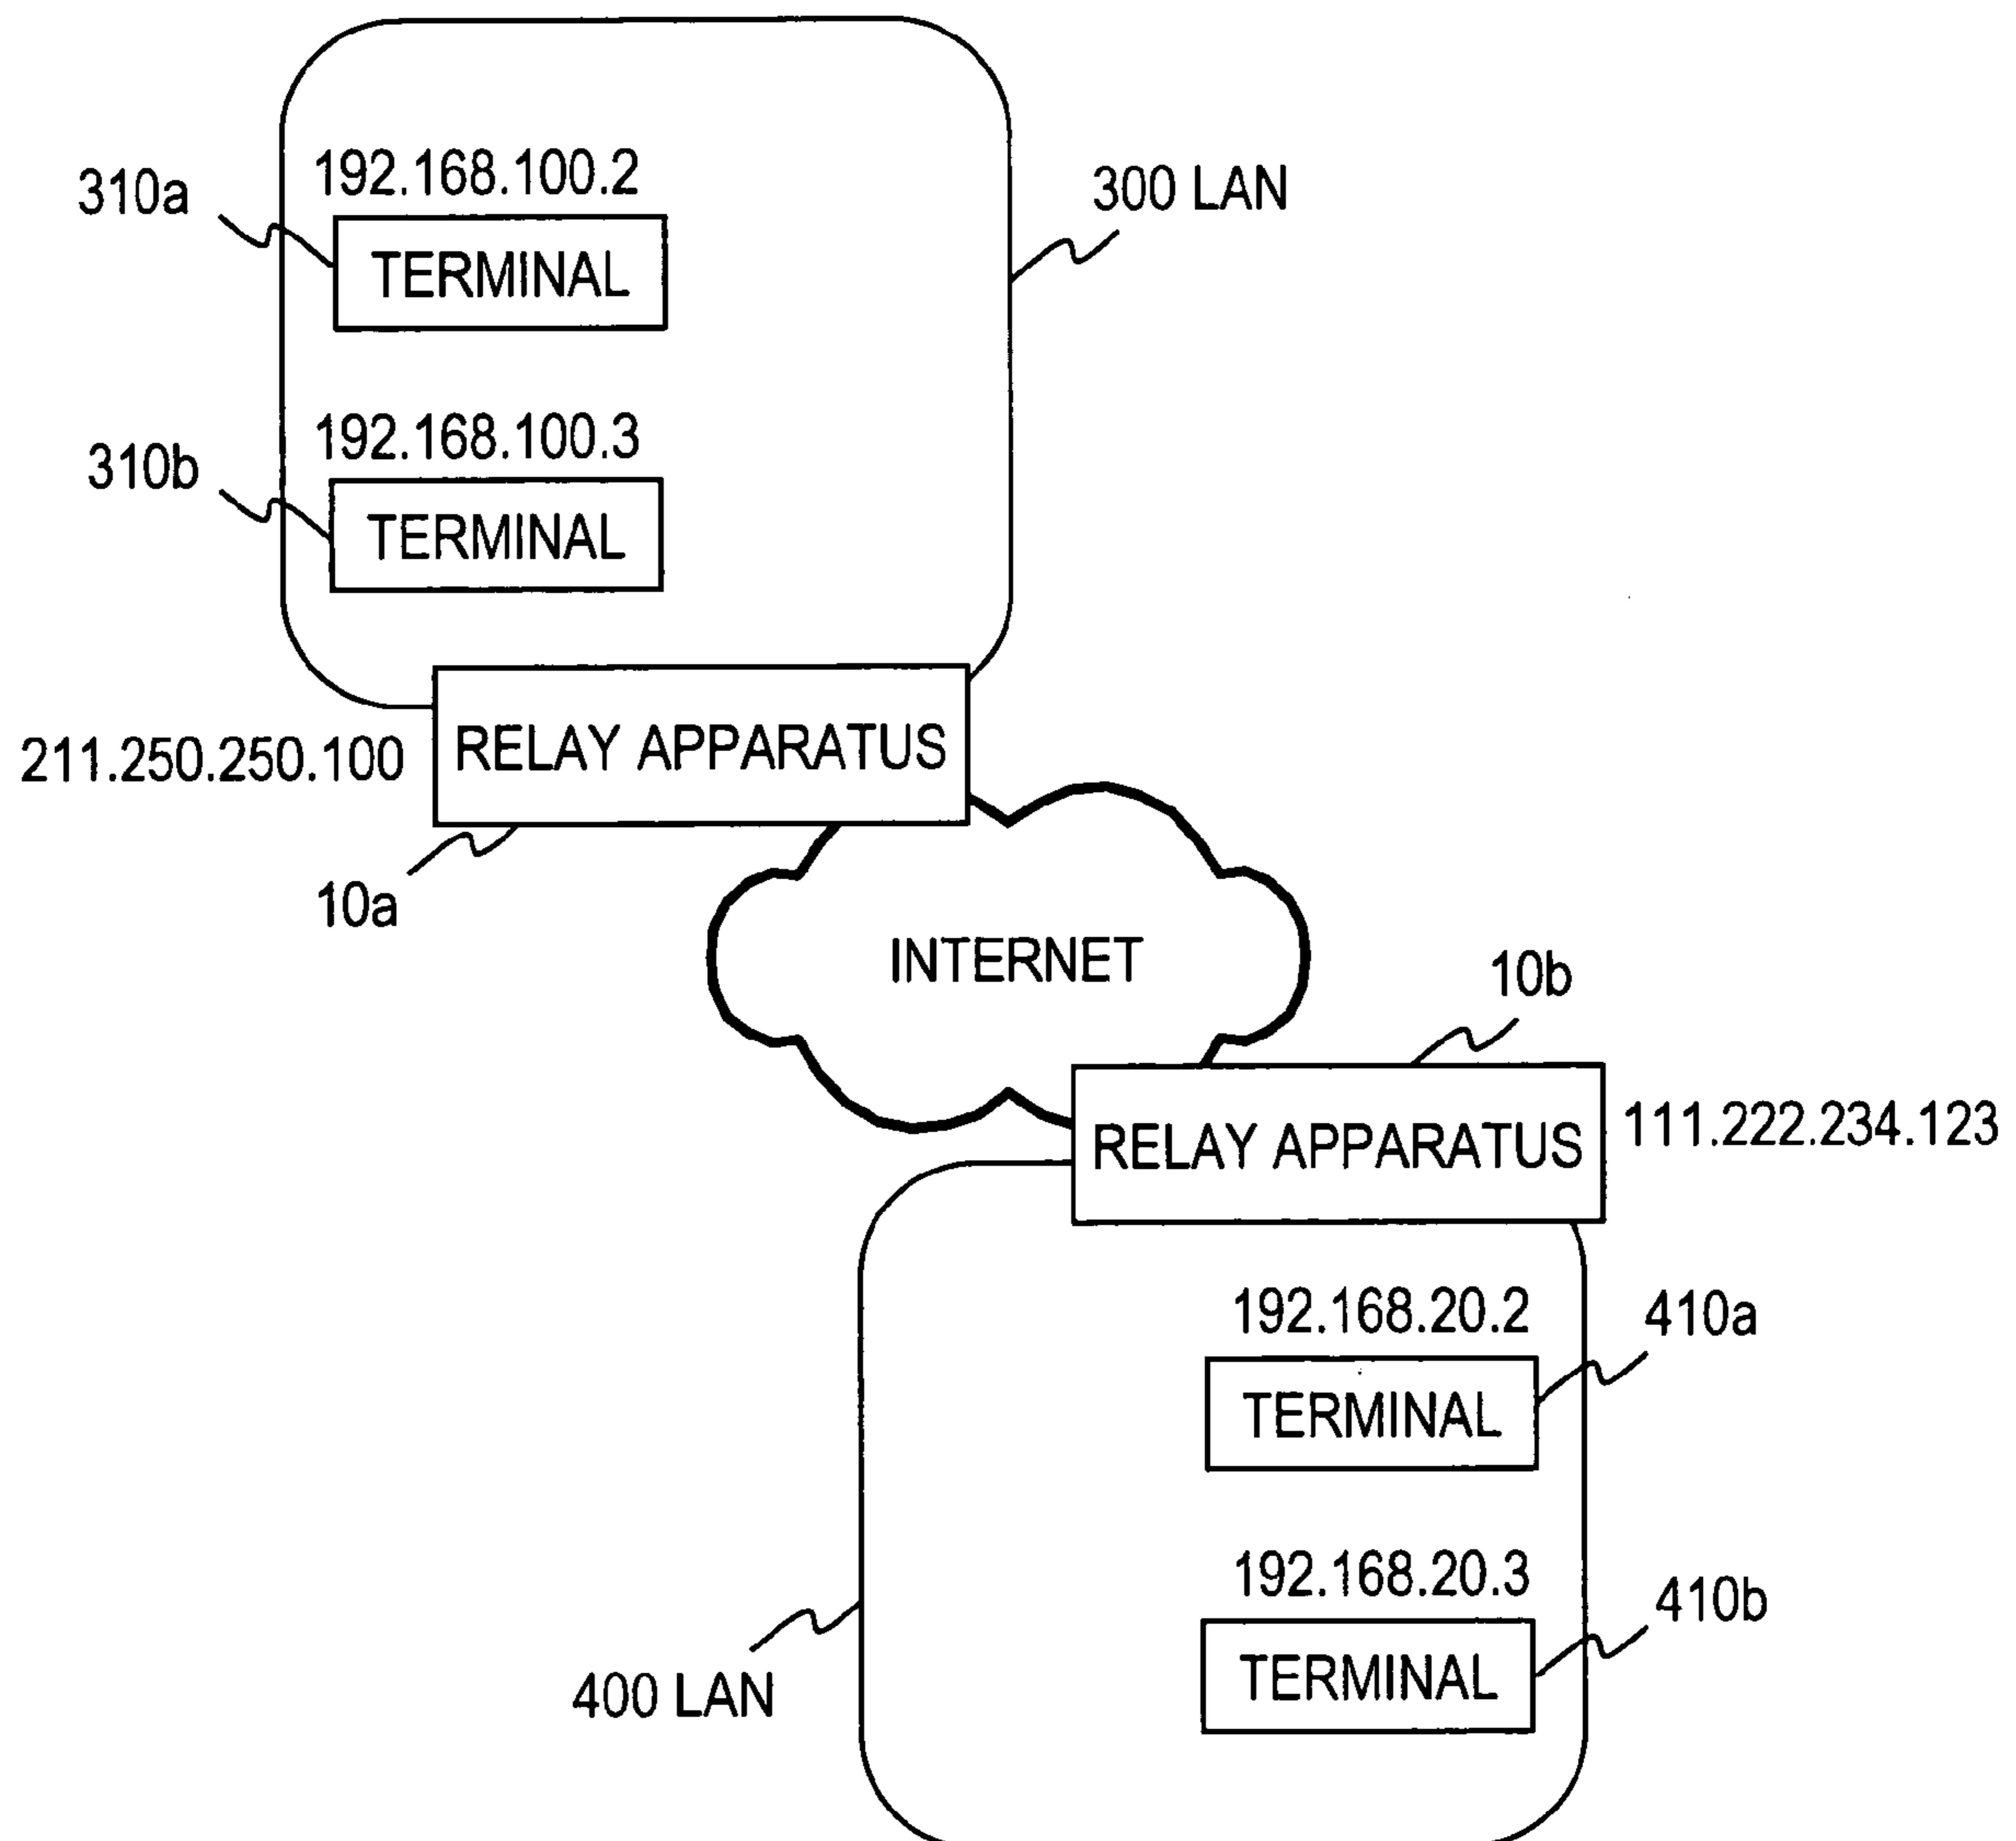 192.168.100.2
310a
300 LAN
TERMINAL
192.168.100.3
310b
TERMINAL
211.250.250.100
RELAY APPARATUS
10a
INTERNET
10b
RELAY APPARATUS
111.222.234.123
192.168.20.2
410a
TERMINAL
192.168.20.3
410b
TERMINAL
400 LAN